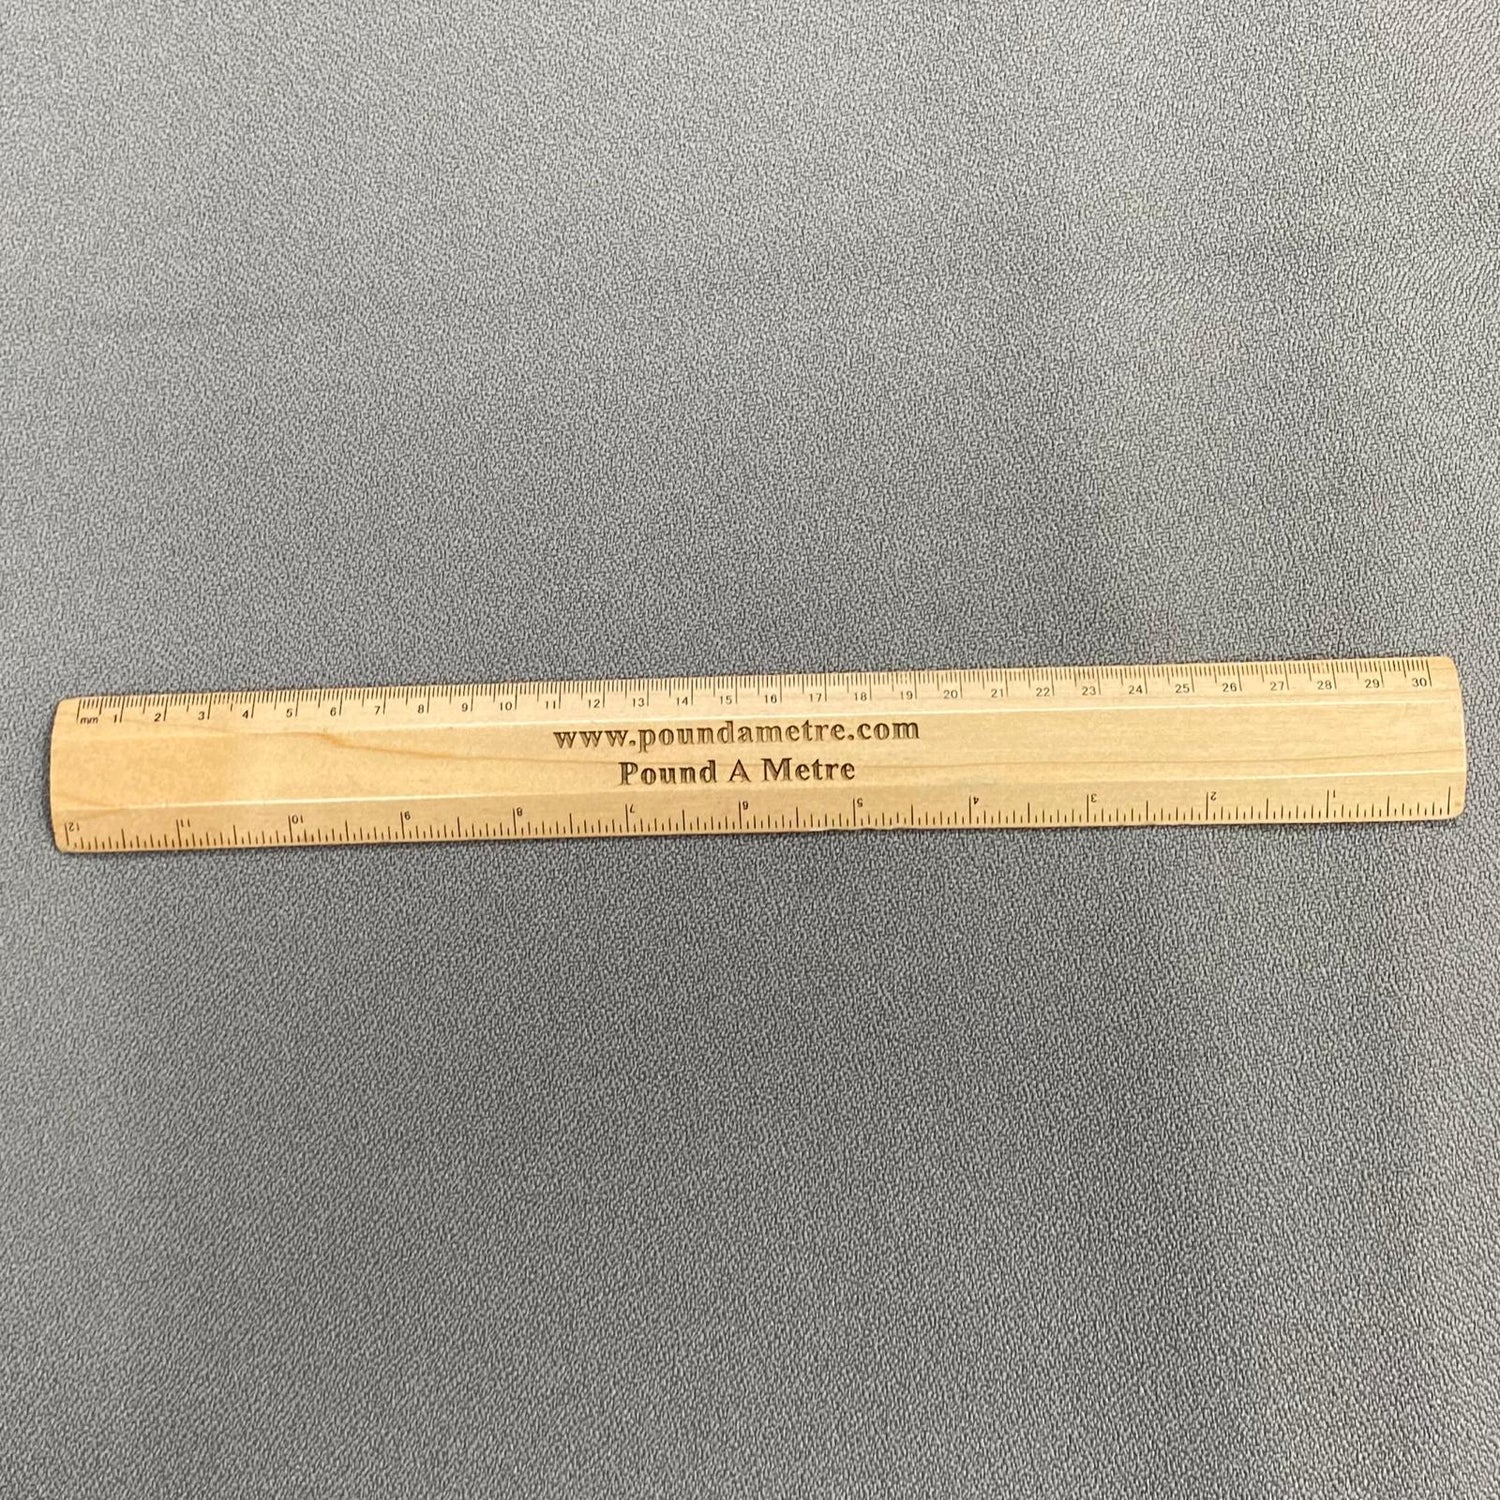 mm 1 2 3 4 5 6 7 8 9 10 11 12 13 14 15 16 17 18 19 20 21 22 23 24 25 26 27 28 29 30
www.poundametre.com
Pound A Metre
12 11 10 9 8 7 6 5 4 3 2 1